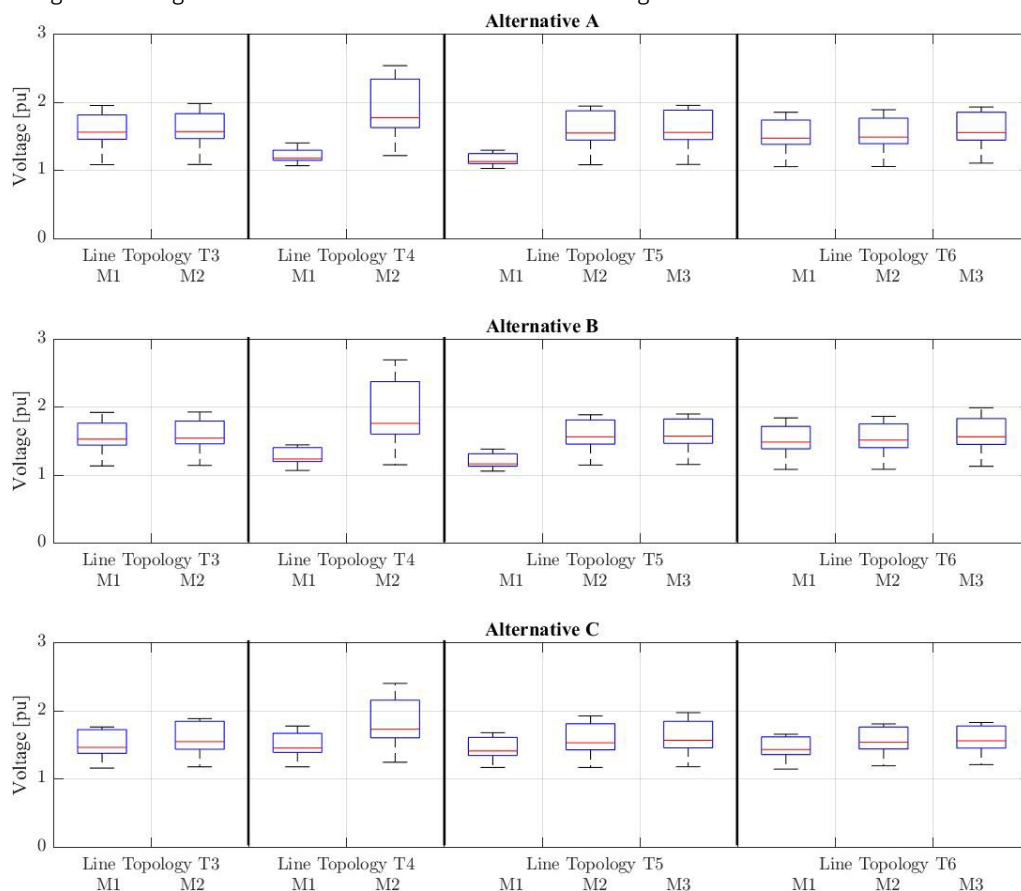 Alternative A
3
2
1
0
Voltage [pu]
Line Topology T3 Line Topology T4 Line Topology T5 Line Topology T6
M1 M2 M1 M2 M1 M2 M3 M1 M2 M3
Alternative B
3
2
1
0
Voltage [pu]
Line Topology T3 Line Topology T4 Line Topology T5 Line Topology T6
M1 M2 M1 M2 M1 M2 M3 M1 M2 M3
Alternative C
3
2
1
0
Voltage [pu]
Line Topology T3 Line Topology T4 Line Topology T5 Line Topology T6
M1 M2 M1 M2 M1 M2 M3 M1 M2 M3